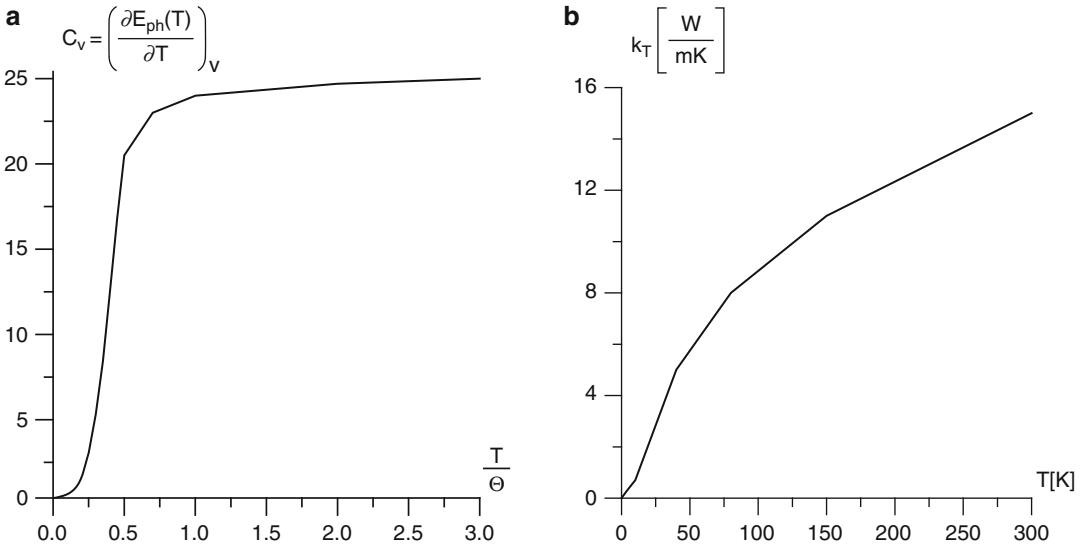 a
C_v = (∂E_ph(T) / ∂T)_V
25
20
15
10
5
0
0.0 0.5 1.0 1.5 2.0 2.5 3.0
T / Θ
b
k_T [W / mK]
16
12
8
4
0
0 50 100 150 200 250 300
T[K]